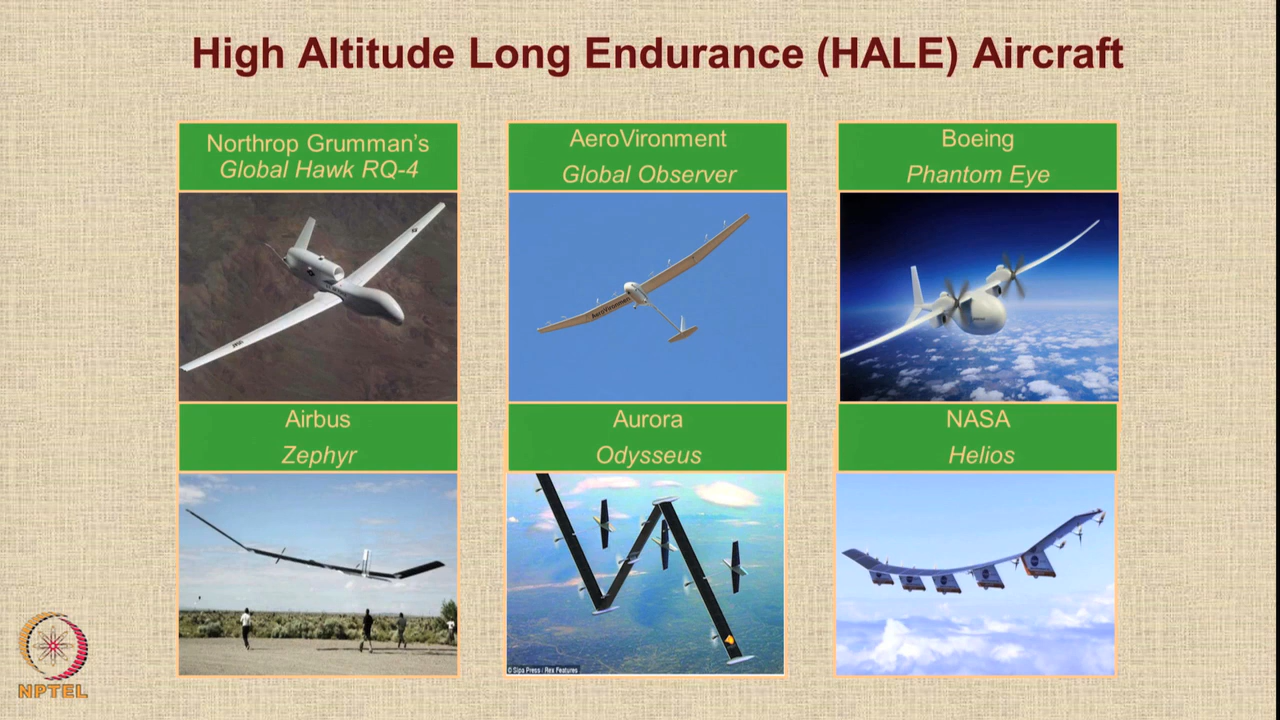 High Altitude Long Endurance (HALE) Aircraft
Northrop Grumman's
Global Hawk RQ-4
AeroVironment
Global Observer
Boeing
Phantom Eye
AeroVironment
Airbus
Zephyr
Aurora
Odysseus
NASA
Helios
© Sipa Press / Rex Features
NPTEL